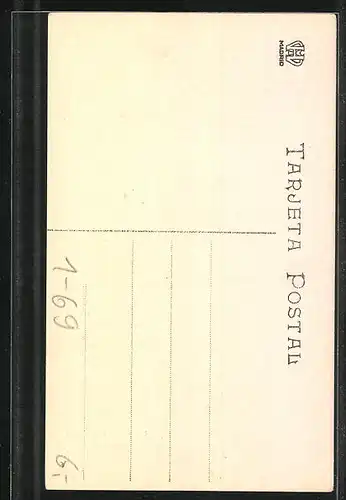 MADRID
TARJETA POSTAL
1-69
6,-